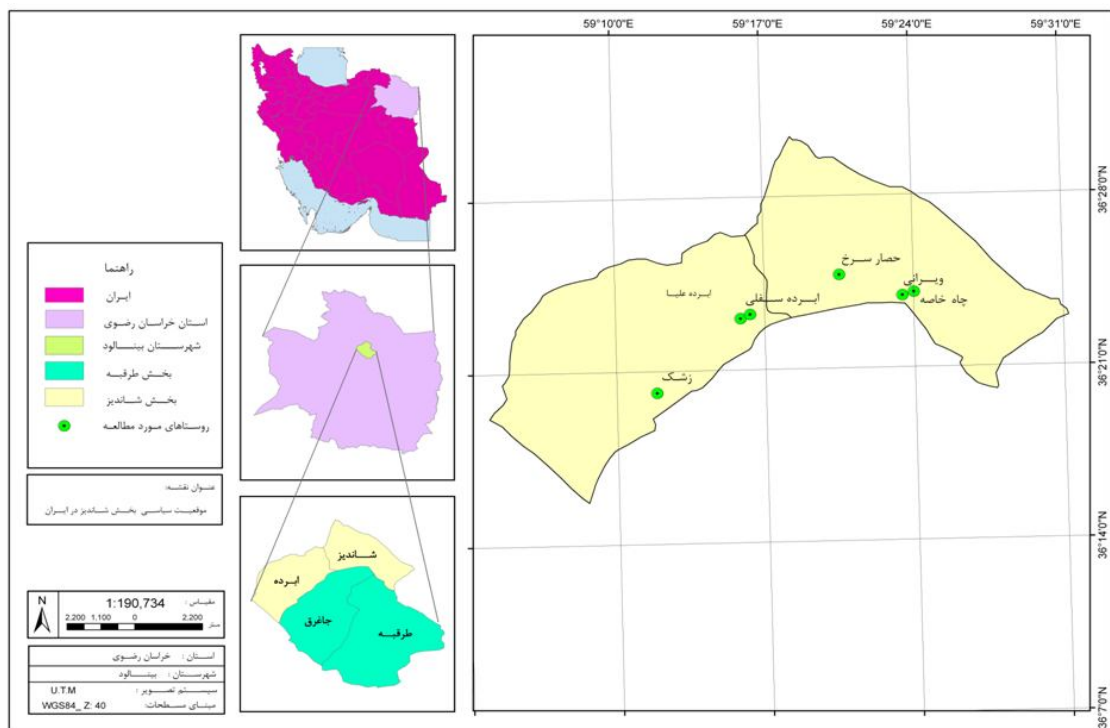 59°10'0"E 59°17'0"E 59°24'0"E 59°31'0"E
36°28'0"N
36°21'0"N
36°14'0"N
36°7'0"N
حصار سرخ
ویرانی
چاه خاصه
ابرده علیا
ابرده سفلی
زشک
راهنما
ایران
استان خراسان رضوی
شهرستان بینالود
بخش طرقبه
بخش شاندیز
روستاهای مورد مطالعه
عنوان نقشه:
موقعیت سیاسی بخش شاندیز در ایران
شاندیز
ابرده
جاغرق
طرقبه
N
مقیاس: 1:190,734
2,200 1,100 0 2,200 متر
استان: خراسان رضوی
شهرستان: بینالود
سیستم تصویر: U.T.M
مبنای مسطحات: WGS84_ Z: 40